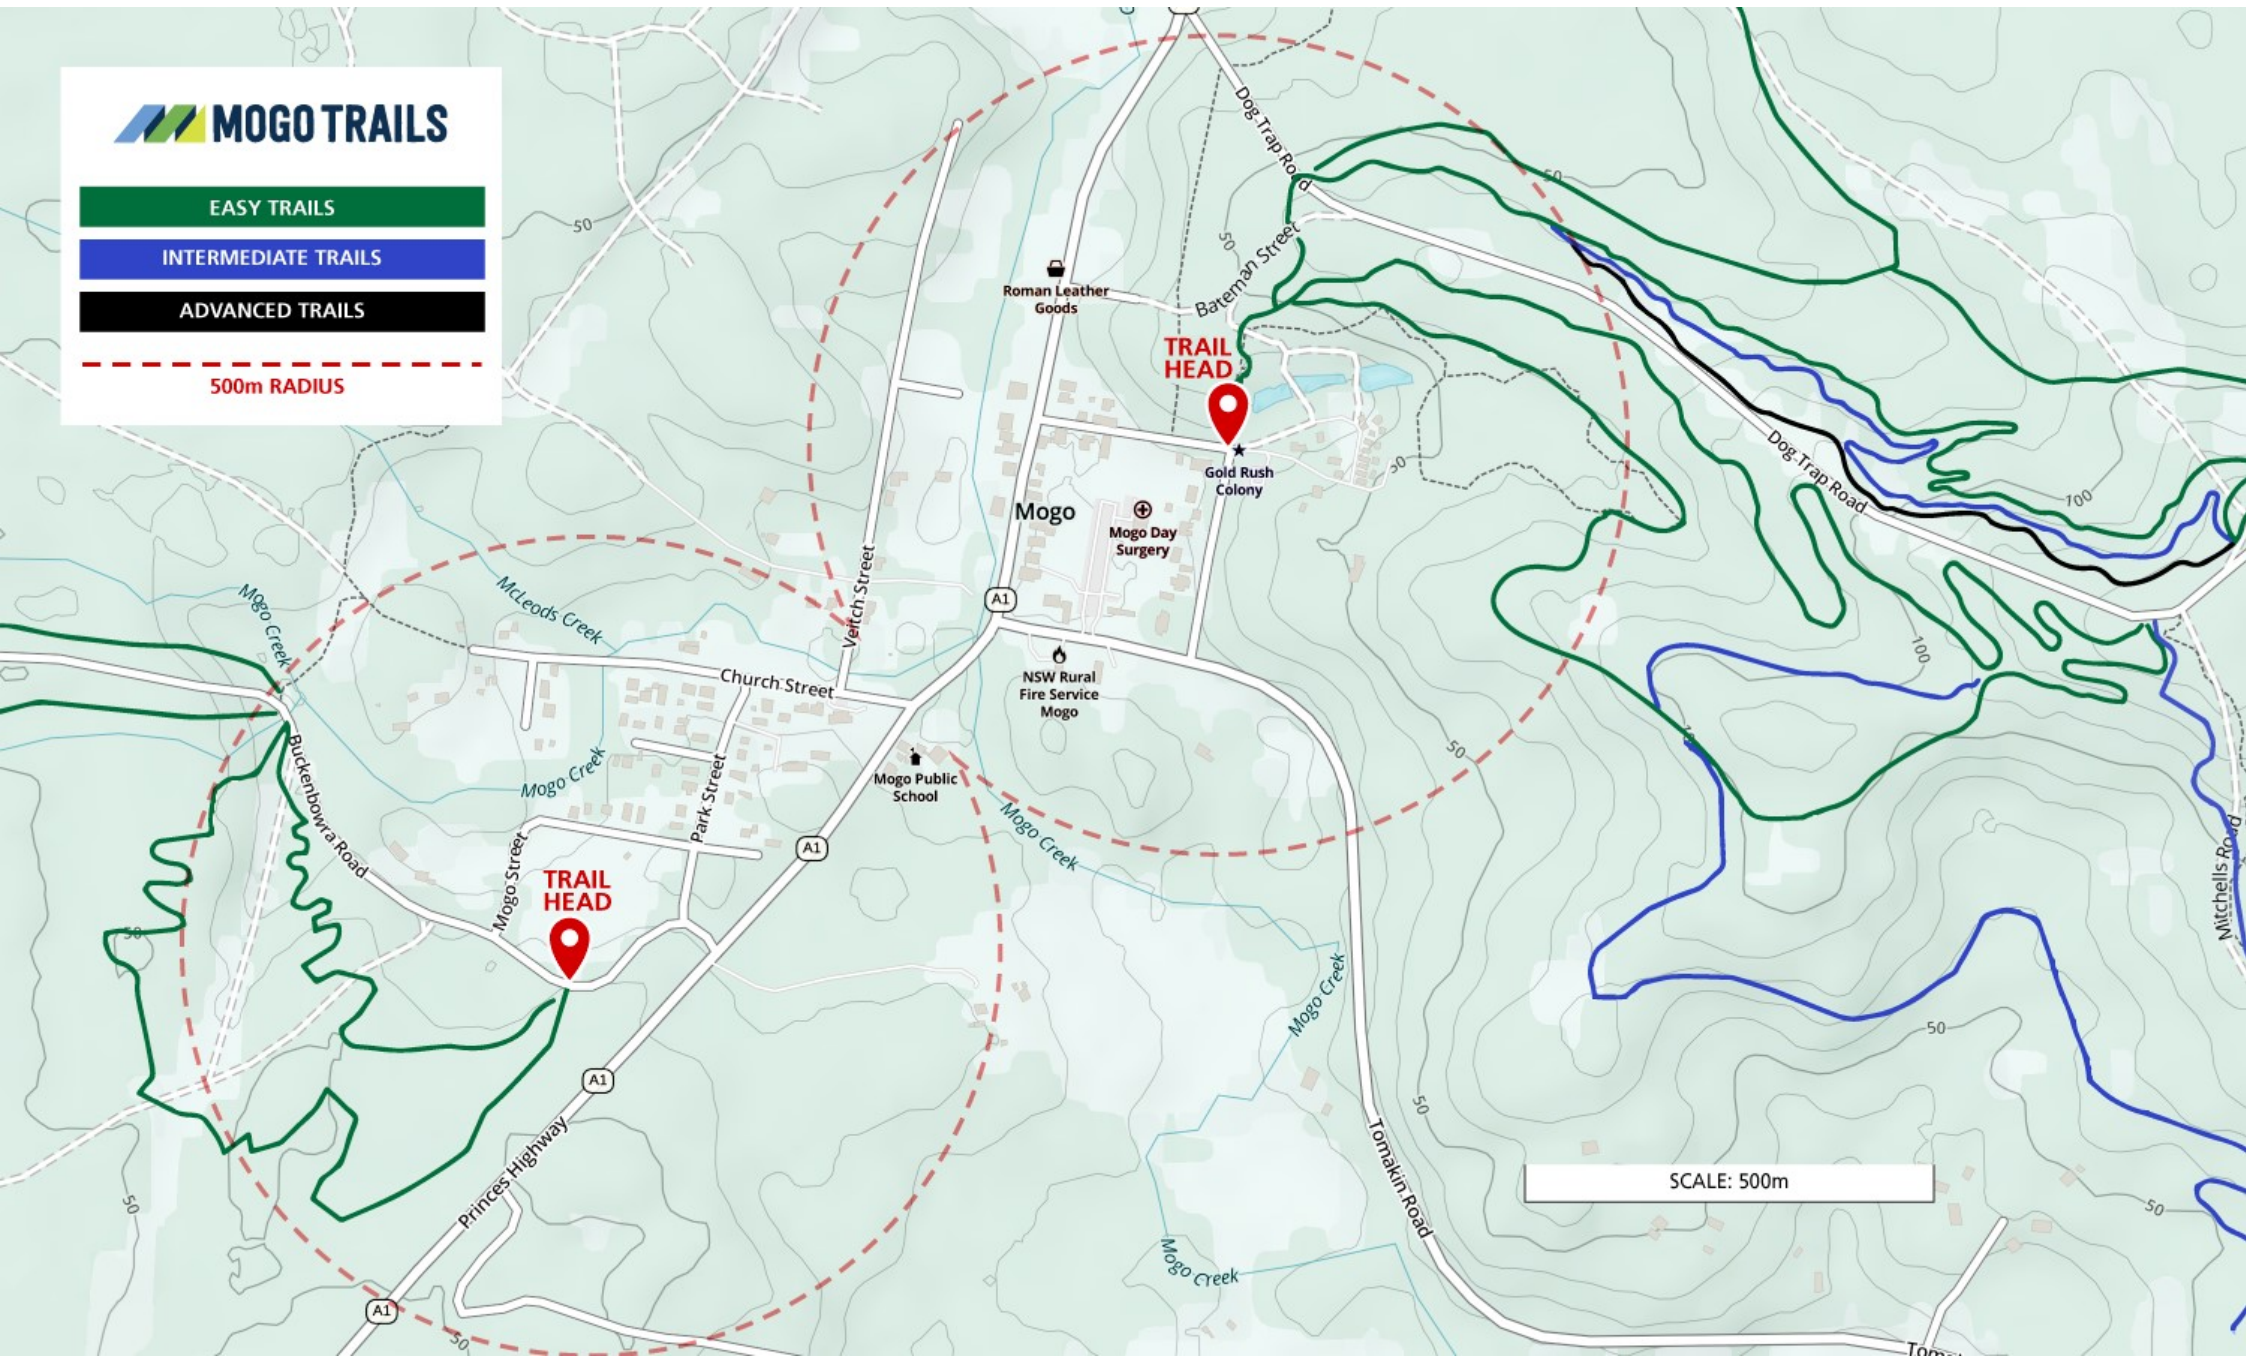 MOGO TRAILS
EASY TRAILS
INTERMEDIATE TRAILS
ADVANCED TRAILS
500m RADIUS
Dog Trap Road
50
50
50
Bateman Street
Roman Leather
Goods
TRAIL
HEAD
50
Gold Rush
Colony
Mogo
Mogo Day
Surgery
Dog Trap Road
100
Veitch Street
A1
McLeods Creek
Mogo Creek
NSW Rural
Fire Service
Mogo
Church Street
100
Mogo Creek
Buckenbowra Road
Park Street
Mogo Public
School
50
A1
Mogo Creek
Mogo Street
TRAIL
HEAD
50
Mitchells Road
Mogo Creek
50
A1
50
Princes Highway
Tomakin Road
SCALE: 500m
50
50
Mogo Creek
A1
50